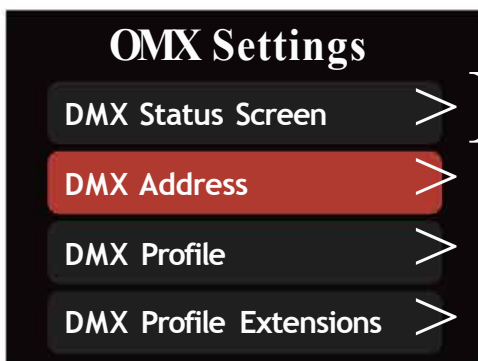 OMX Settings
DMX Status Screen >
DMX Address >
DMX Profile >
DMX Profile Extensions >